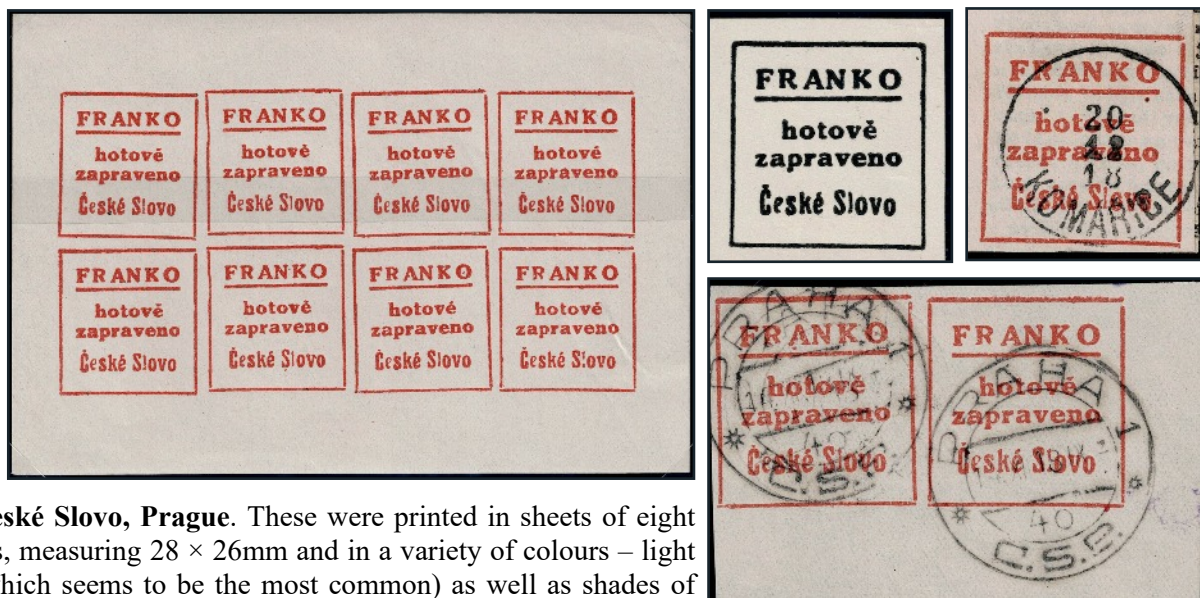 FRANKO
hotově
zapraveno
České Slovo
FRANKO
hotově
zapraveno
České Slovo
FRANKO
hotově
zapraveno
České Slovo
FRANKO
hotově
zapraveno
České Slovo
FRANKO
hotově
zapraveno
České Slovo
FRANKO
hotově
zapraveno
České Slovo
FRANKO
hotové
zapraveno
České Slovo
FRANKO
hotově
zapraveno
České Slovo
FRANKO
hotově
zapraveno
České Slovo
FRANKO
hotově
zapraveno
České Slovo
20
18
KOMAŘICE
FRANKO
hotově
zapraveno
České Slovo
PRAHA 1
40
C.S.P.
FRANKO
hotově
zapraveno
České Slovo
PRAHA 1
40
C.S.P.
eské Slovo, Prague. These were printed in sheets of eight
s, measuring 28 × 26mm and in a variety of colours – light
which seems to be the most common) as well as shades of